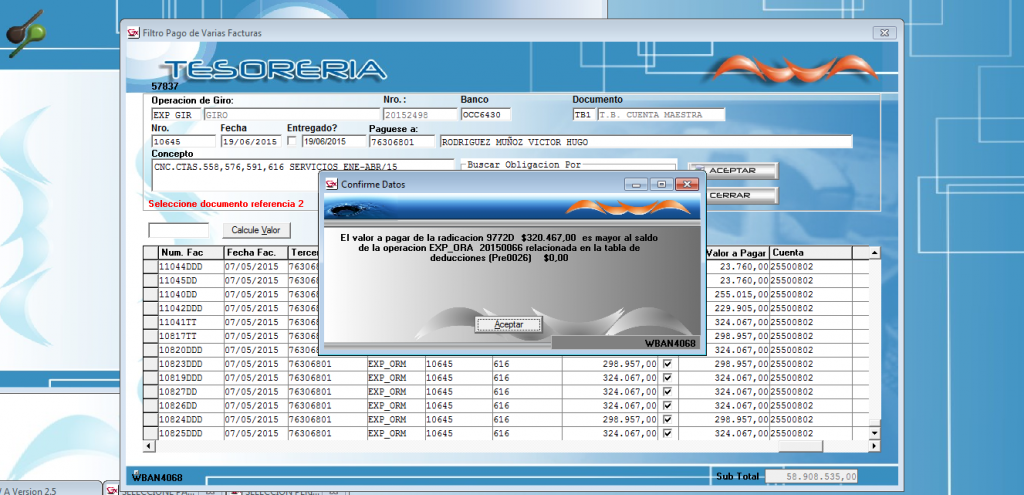 Filtro Pago de Varias Facturas
TESORERIA
57837
Operacion de Giro: Nro. : Banco Documento
EXP GIR GIRO 20152498 OCC6430 TB1 T.B. CUENTA MAESTRA
Nro. Fecha Entregado? Paguese a:
10645 19/06/2015 19/06/2015 76306801 RODRIGUEZ MUÑOZ VICTOR HUGO
Concepto
CNC.CTAS.558,576,591,616 SERVICIOS ENE-ABR/15
Buscar Obligacion Por
ACEPTAR
CERRAR
Seleccione documento referencia 2
Calcule Valor
Confirme Datos
El valor a pagar de la radicacion 9772D $320.467,00 es mayor al saldo
de la operacion EXP_ORA 20150066 relacionada en la tabla de
deducciones (Pre0026) $0,00
Aceptar
WBAN4068
Num. Fac Fecha Fac. Valor a Pagar Cuenta
11044DDD 07/05/2015 23.760,00 25500802
11045DD 07/05/2015 23.760,00 25500802
11040DD 07/05/2015 255.015,00 25500802
11042DDD 07/05/2015 229.905,00 25500802
11041TT 07/05/2015 324.067,00 25500802
10817TT 07/05/2015 298.957,00 25500802
10820DDD 07/05/2015 324.067,00 25500802
10823DDD 07/05/2015 76306801 EXP_ORM 10645 616 298.957,00 298.957,00 25500802
10819DDD 07/05/2015 76306801 EXP_ORM 10645 616 324.067,00 324.067,00 25500802
10827DD 07/05/2015 76306801 EXP_ORM 10645 616 324.067,00 324.067,00 25500802
10826DD 07/05/2015 76306801 EXP_ORM 10645 616 324.067,00 324.067,00 25500802
10824DDD 07/05/2015 76306801 EXP_ORM 10645 616 298.957,00 298.957,00 25500802
10825DDD 07/05/2015 76306801 EXP_ORM 10645 616 324.067,00 324.067,00 25500802
WBAN4068
Sub Total 58.908.535,00
A Version 2.5